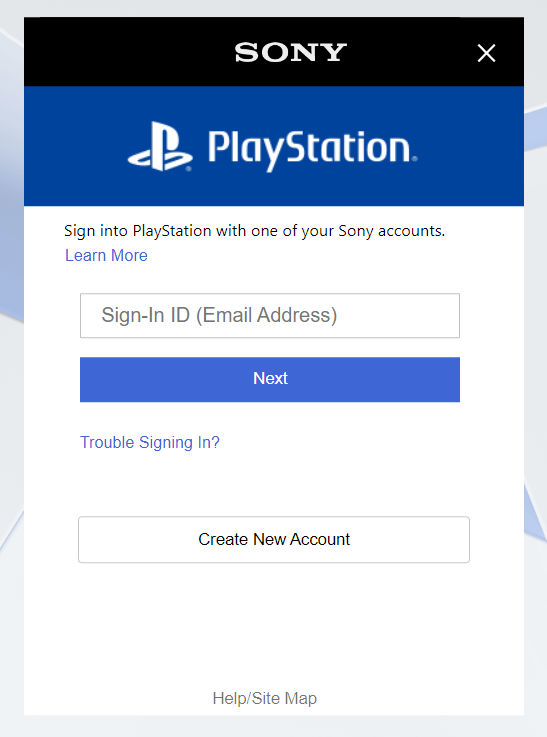 SONY
PlayStation
Sign into PlayStation with one of your Sony accounts.
Learn More
Sign-In ID (Email Address)
Next
Trouble Signing In?
Create New Account
Help/Site Map